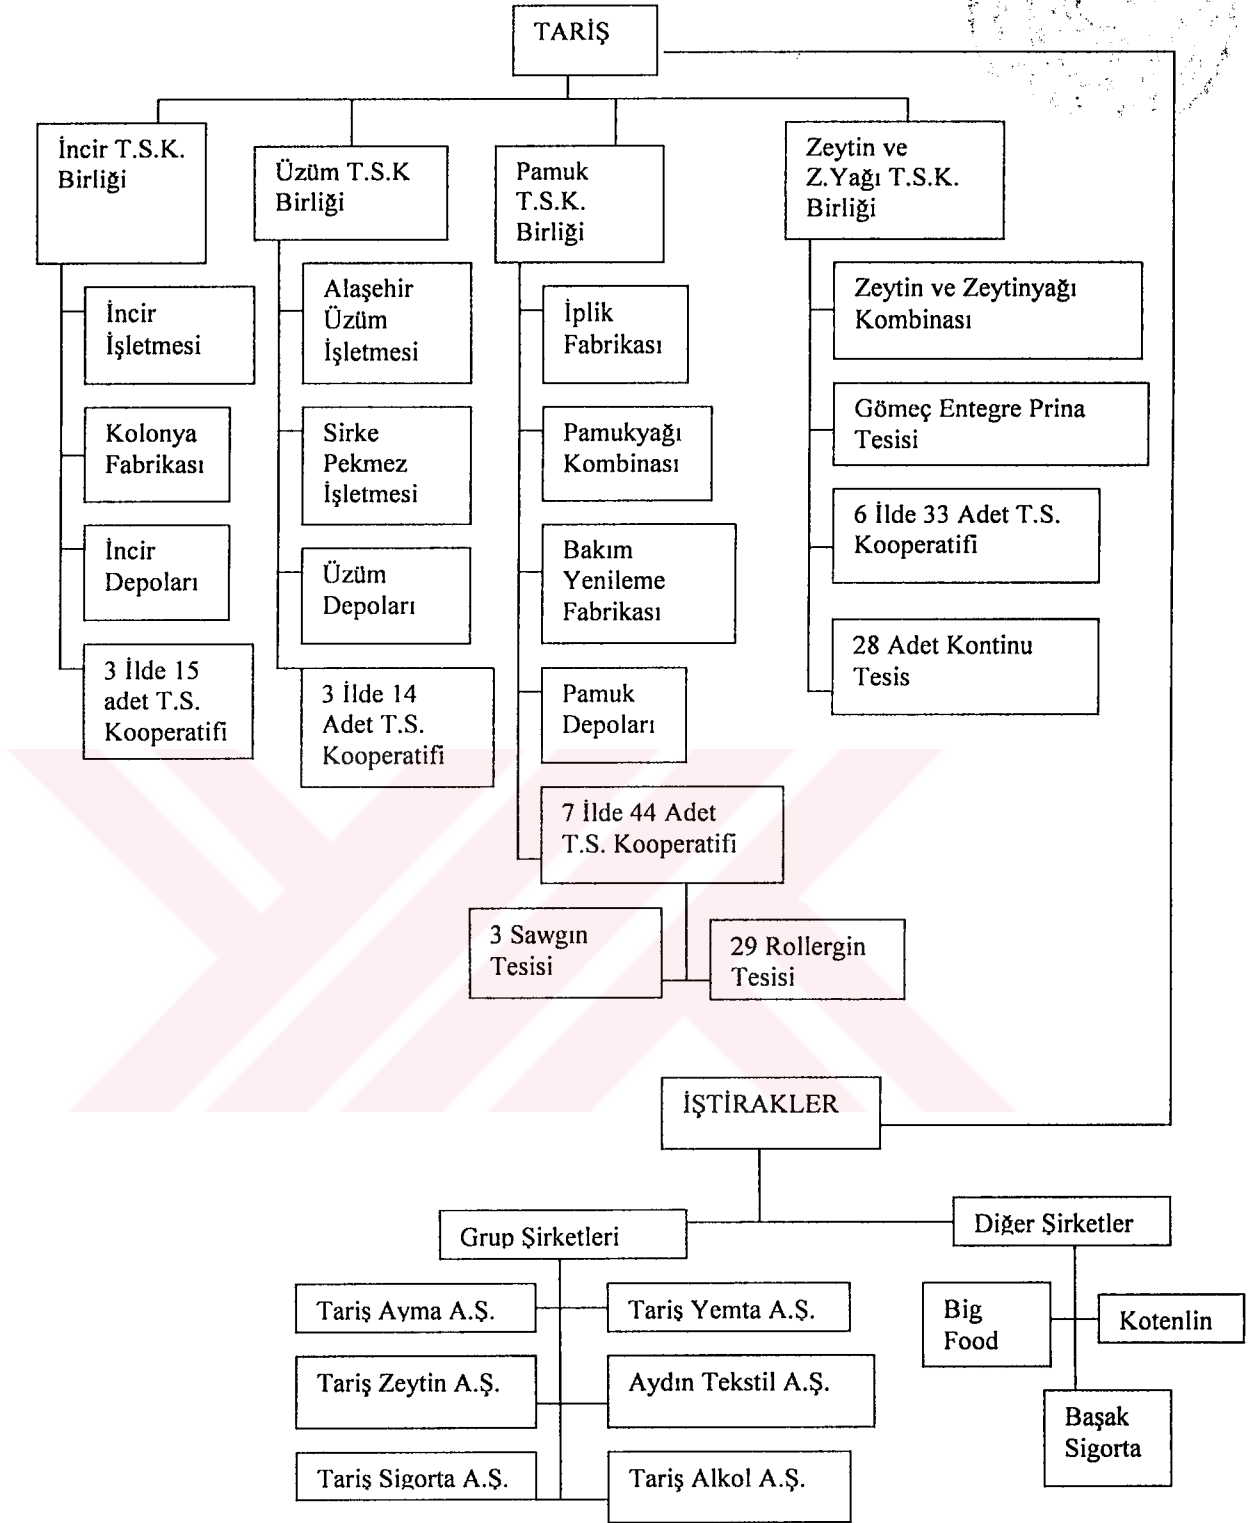 TARİŞ
İncir T.S.K.
Birliği
Üzüm T.S.K
Birliği
Pamuk
T.S.K.
Birliği
Zeytin ve
Z.Yağı T.S.K.
Birliği
İncir
İşletmesi
Kolonya
Fabrikası
İncir
Depoları
3 İlde 15
adet T.S.
Kooperatifi
Alaşehir
Üzüm
İşletmesi
Sirke
Pekmez
İşletmesi
Üzüm
Depoları
3 İlde 14
Adet T.S.
Kooperatifi
İplik
Fabrikası
Pamukyağı
Kombinası
Bakım
Yenileme
Fabrikası
Pamuk
Depoları
7 İlde 44 Adet
T.S. Kooperatifi
3 Sawgın
Tesisi
29 Rollergin
Tesisi
Zeytin ve Zeytinyağı
Kombinası
Gömeç Entegre Prina
Tesisi
6 İlde 33 Adet T.S.
Kooperatifi
28 Adet Kontinu
Tesis
İŞTİRAKLER
Grup Şirketleri
Diğer Şirketler
Tariş Ayma A.Ş.
Tariş Yemta A.Ş.
Tariş Zeytin A.Ş.
Aydın Tekstil A.Ş.
Tariş Sigorta A.Ş.
Tariş Alkol A.Ş.
Big
Food
Kotenlin
Başak
Sigorta